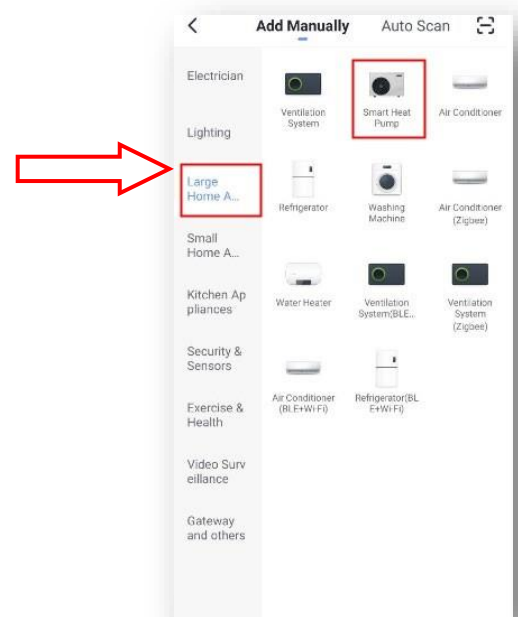 Add Manually Auto Scan
Electrician
Lighting
Large
Home A...
Small
Home A...
Kitchen Ap
pliances
Security &
Sensors
Exercise &
Health
Video Surv
eillance
Gateway
and others
Ventilation
System
Smart Heat
Pump
Air Conditioner
Refrigerator
Washing
Machine
Air Conditioner
(Zigbee)
Water Heater
Ventilation
System(BLE...
Ventilation
System
(Zigbee)
Air Conditioner
(BLE+Wi-Fi)
Refrigerator(BL
E+Wi-Fi)